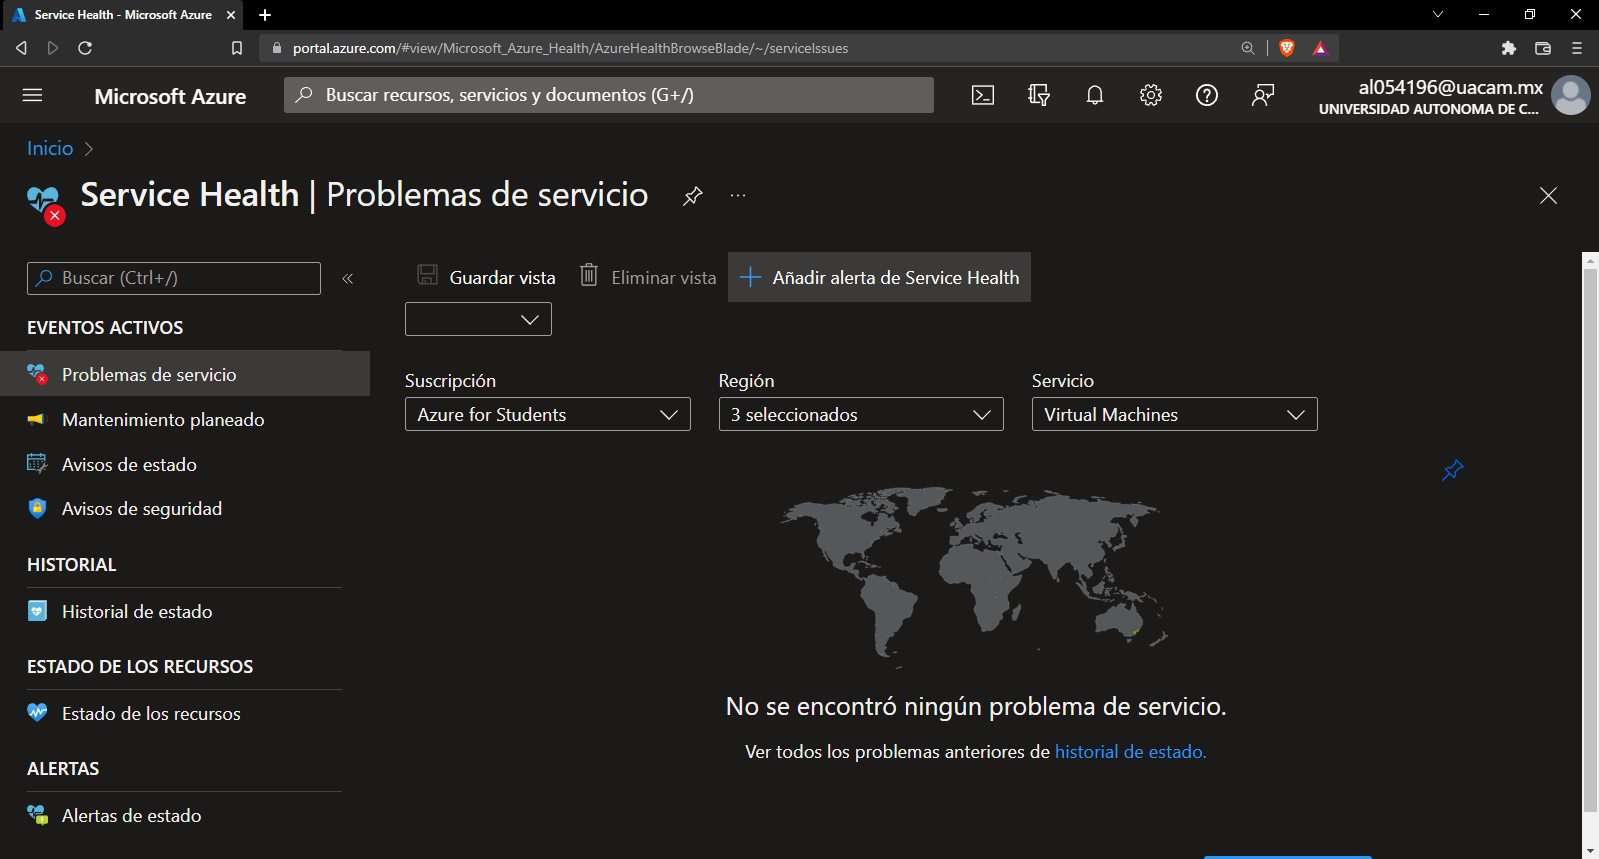 Service Health - Microsoft Azure
portal.azure.com/#view/Microsoft_Azure_Health/AzureHealthBrowseBlade/~/serviceIssues
Microsoft Azure
Buscar recursos, servicios y documentos (G+/)
al054196@uacam.mx
UNIVERSIDAD AUTONOMA DE C...
Inicio
Service Health | Problemas de servicio
Buscar (Ctrl+/)
Guardar vista
Eliminar vista
Añadir alerta de Service Health
EVENTOS ACTIVOS
Problemas de servicio
Mantenimiento planeado
Avisos de estado
Avisos de seguridad
HISTORIAL
Historial de estado
ESTADO DE LOS RECURSOS
Estado de los recursos
ALERTAS
Alertas de estado
Suscripción
Azure for Students
Región
3 seleccionados
Servicio
Virtual Machines
No se encontró ningún problema de servicio.
Ver todos los problemas anteriores de historial de estado.